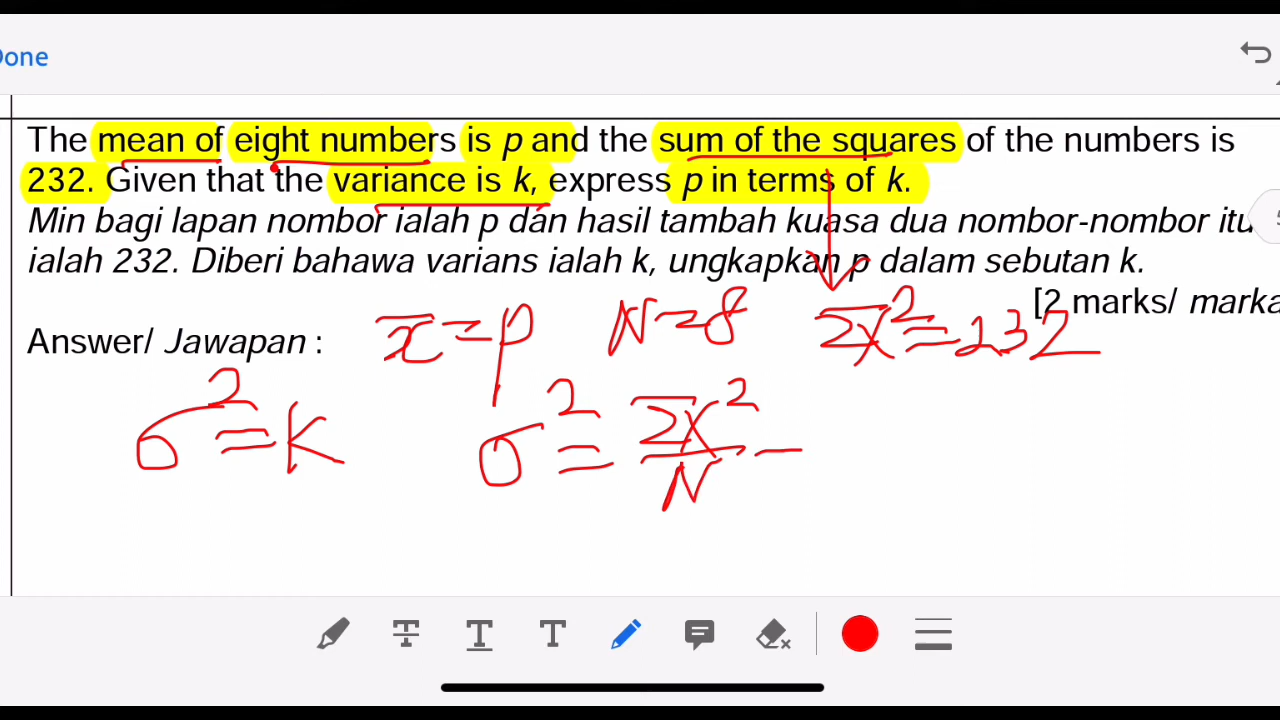 Done
The mean of eight numbers is p and the sum of the squares of the numbers is
232. Given that the variance is k, express p in terms of k.
Min bagi lapan nombor ialah p dan hasil tambah kuasa dua nombor-nombor itu
ialah 232. Diberi bahawa varians ialah k, ungkapkan p dalam sebutan k.
[2 marks/ marka
Answer/ Jawapan : x̄ = p N = 8 Σx² = 232
σ² = k σ² = Σx²/N −
T T T